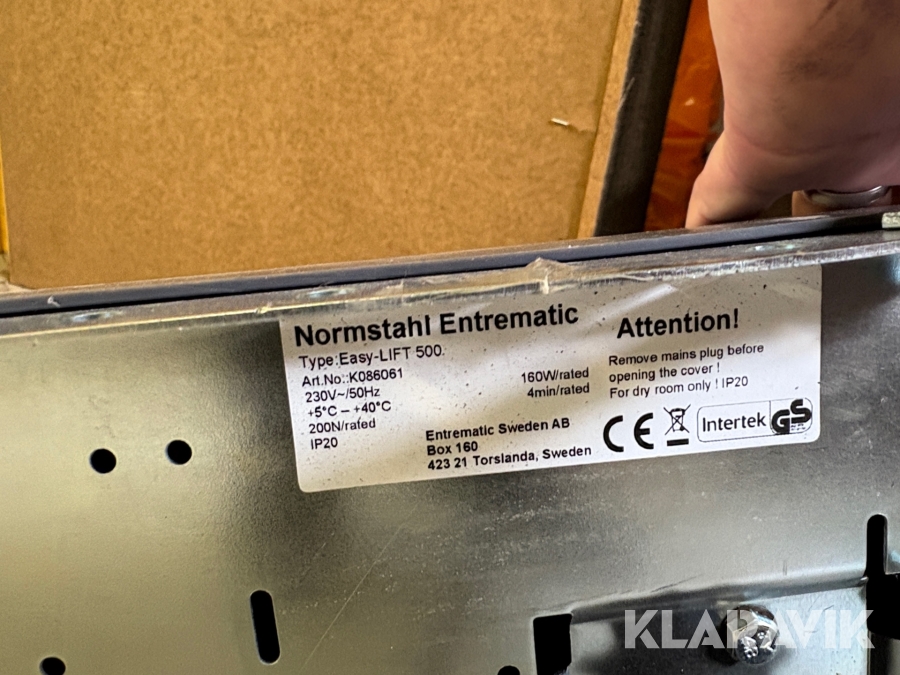 Normstahl Entrematic
Type:Easy-LIFT 500.
Art.No.:K086061
230V~/50Hz
+5°C – +40°C
200N/rated
IP20
160W/rated
4min/rated
Entrematic Sweden AB
Box 160
423 21 Torslanda, Sweden
Attention!
Remove mains plug before
opening the cover !
For dry room only ! IP20
CE
Intertek GS
KLARAVIK